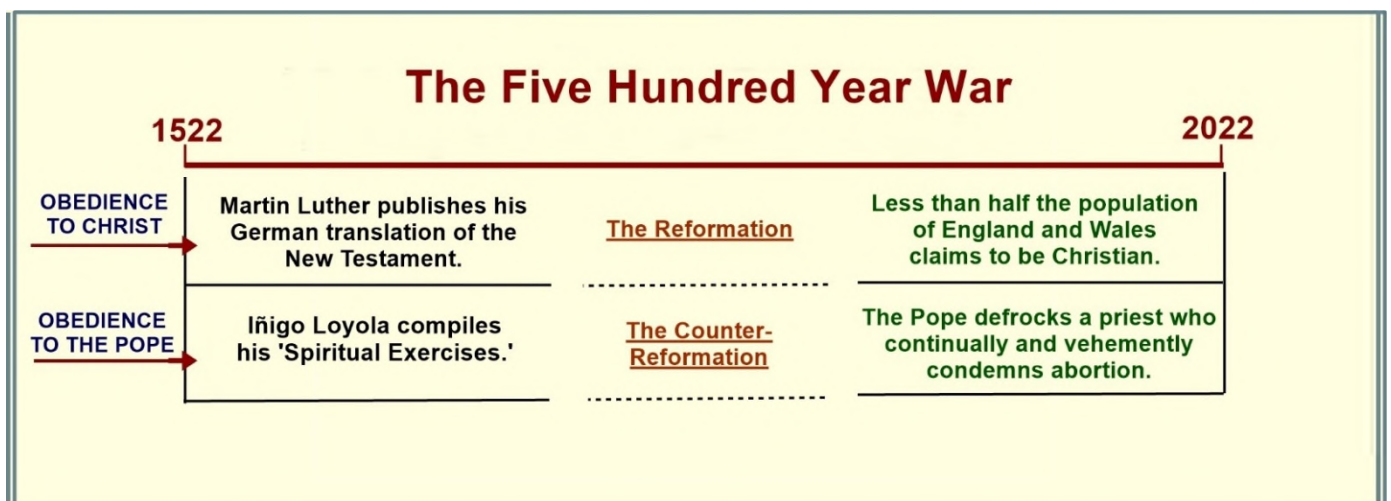 The Five Hundred Year War
1522
2022
OBEDIENCE
TO CHRIST
Martin Luther publishes his
German translation of the
New Testament.
The Reformation
Less than half the population
of England and Wales
claims to be Christian.
OBEDIENCE
TO THE POPE
Iñigo Loyola compiles
his 'Spiritual Exercises.'
The Counter-
Reformation
The Pope defrocks a priest who
continually and vehemently
condemns abortion.